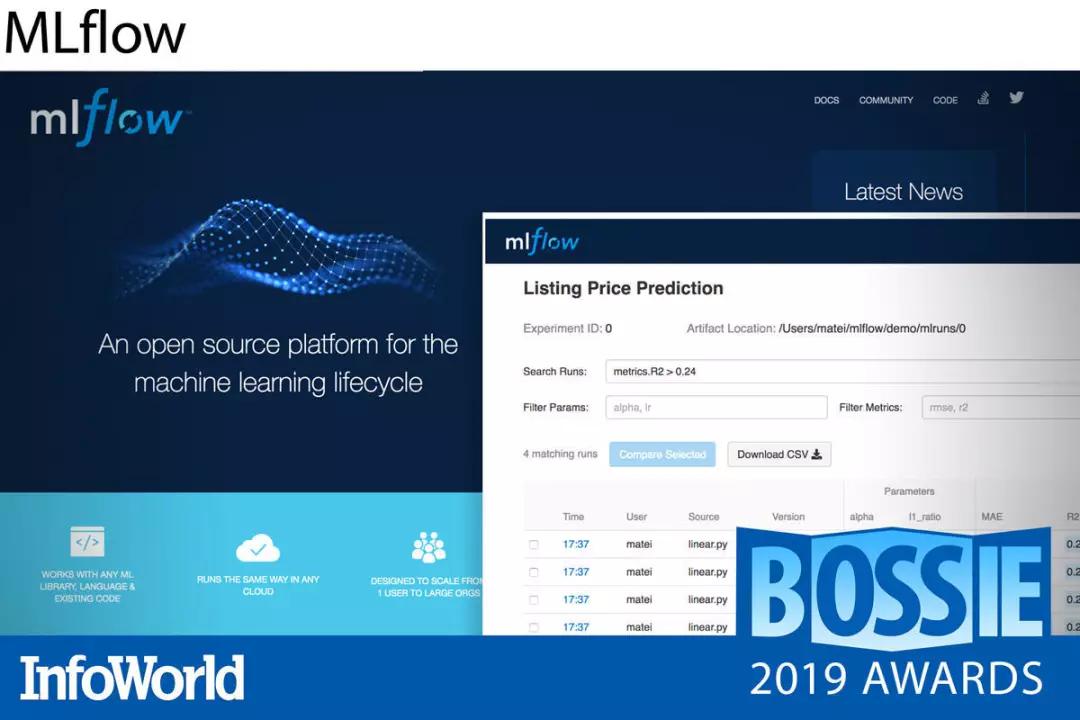 MLflow
mlflow
DOCS COMMUNITY CODE
Latest News
An open source platform for the
machine learning lifecycle
WORKS WITH ANY ML
LIBRARY, LANGUAGE &
EXISTING CODE
RUNS THE SAME WAY IN ANY
CLOUD
DESIGNED TO SCALE FROM
1 USER TO LARGE ORGS
mlflow
Listing Price Prediction
Experiment ID: 0 Artifact Location: /Users/matei/mlflow/demo/mlruns/0
Search Runs: metrics.R2 > 0.24
Filter Params: alpha, lr Filter Metrics: rmse, r2
4 matching runs Compare Selected Download CSV
Parameters
Time User Source Version alpha l1_ratio MAE R2
17:37 matei linear.py 0.2
17:37 matei linear.py 0.2
17:37 matei linear.py 0.2
17:37 matei linear.py 0.2
BOSSIE
2019 AWARDS
InfoWorld